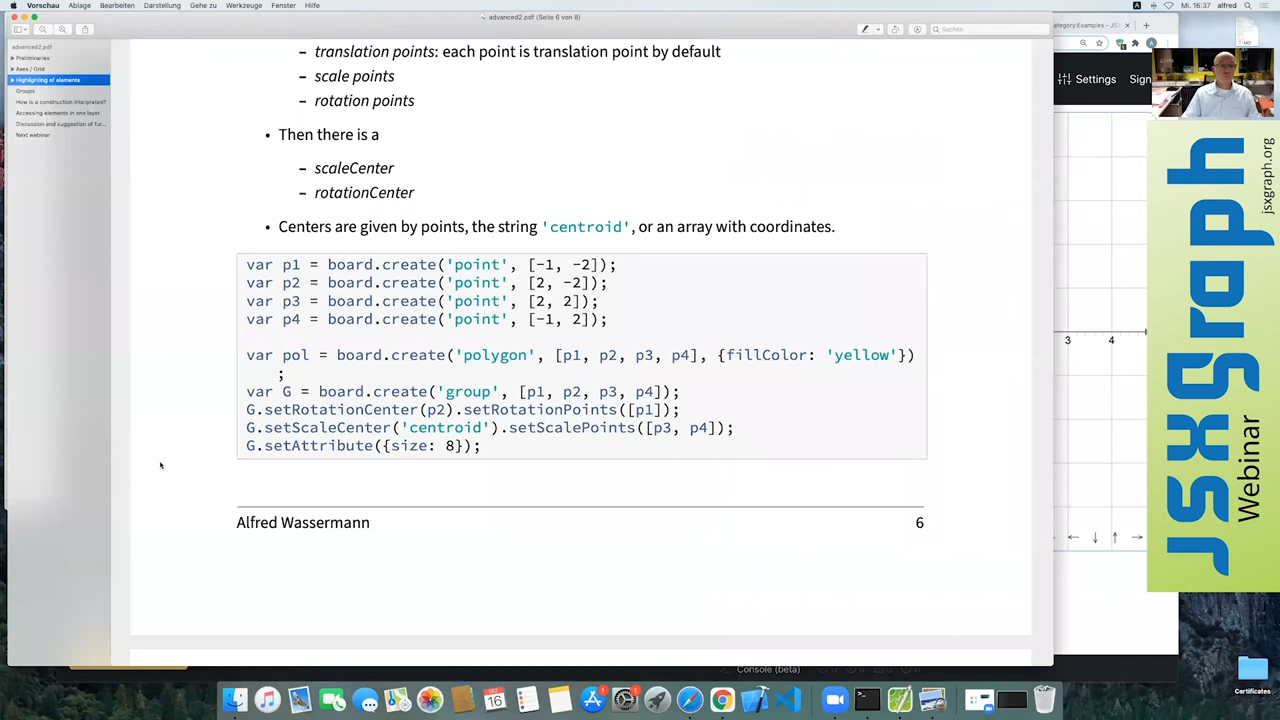 Vorschau Ablage Bearbeiten Darstellung Gehe zu Werkzeuge Fenster Hilfe
Mi. 16:37 alfred
advanced2.pdf (Seite 6 von 8)
Suchen
advanced2.pdf
Preliminaries
Axes / Grid
Highlighting of elements
Groups
How is a construction interpreted?
Accessing elements in one layer
Discussion and suggestion of fur...
Next webinar
– translation points: each point is translation point by default
– scale points
– rotation points
• Then there is a
– scaleCenter
– rotationCenter
• Centers are given by points, the string 'centroid', or an array with coordinates.
var p1 = board.create('point', [-1, -2]);
var p2 = board.create('point', [2, -2]);
var p3 = board.create('point', [2, 2]);
var p4 = board.create('point', [-1, 2]);
var pol = board.create('polygon', [p1, p2, p3, p4], {fillColor: 'yellow'})
;
var G = board.create('group', [p1, p2, p3, p4]);
G.setRotationCenter(p2).setRotationPoints([p1]);
G.setScaleCenter('centroid').setScalePoints([p3, p4]);
G.setAttribute({size: 8});
Alfred Wassermann
6
ategory:Examples – JS
Settings
Sign
3 4
← ↓ ↑ →
Console (beta)
JSXGraph
Webinar
jsxgraph.org
Certificates